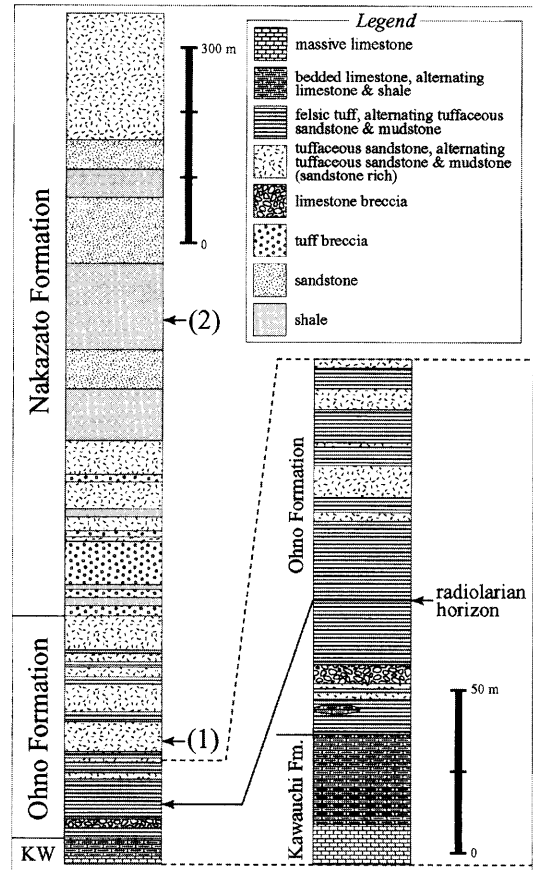 Legend
massive limestone
bedded limestone, alternating
limestone & shale
felsic tuff, alternating tuffaceous
sandstone & mudstone
tuffaceous sandstone, alternating
tuffaceous sandstone & mudstone
(sandstone rich)
limestone breccia
tuff breccia
sandstone
shale
300 m
0
Nakazato Formation
(2)
Ohno Formation
(1)
KW
Ohno Formation
radiolarian
horizon
Kawauchi Fm.
50 m
0